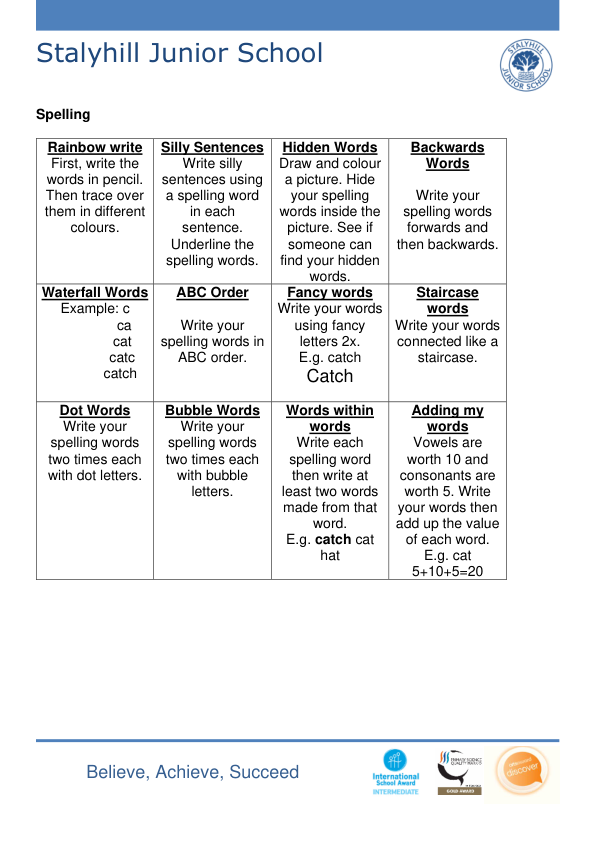 Stalyhill Junior School
STALYHILL
JUNIOR SCHOOL
Spelling
Rainbow write
First, write the
words in pencil.
Then trace over
them in different
colours.
Silly Sentences
Write silly
sentences using
a spelling word
in each
sentence.
Underline the
spelling words.
Hidden Words
Draw and colour
a picture. Hide
your spelling
words inside the
picture. See if
someone can
find your hidden
words.
Backwards
Words
Write your
spelling words
forwards and
then backwards.
Waterfall Words
Example: c
ca
cat
catc
catch
ABC Order
Write your
spelling words in
ABC order.
Fancy words
Write your words
using fancy
letters 2x.
E.g. catch
Catch
Staircase
words
Write your words
connected like a
staircase.
Dot Words
Write your
spelling words
two times each
with dot letters.
Bubble Words
Write your
spelling words
two times each
with bubble
letters.
Words within
words
Write each
spelling word
then write at
least two words
made from that
word.
E.g. catch cat
hat
Adding my
words
Vowels are
worth 10 and
consonants are
worth 5. Write
your words then
add up the value
of each word.
E.g. cat
5+10+5=20
Believe, Achieve, Succeed
International
School Award
INTERMEDIATE
PRIMARY SCIENCE
QUALITY MARK
GOLD AWARD
discover